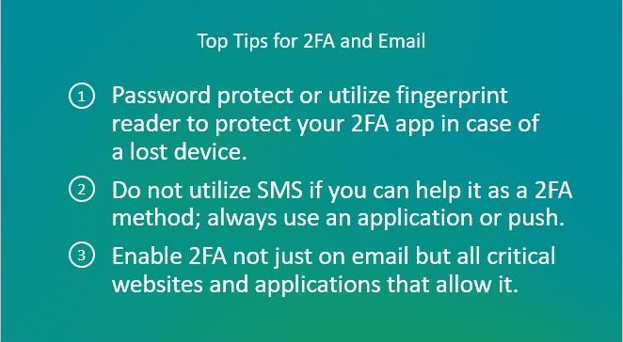 Top Tips for 2FA and Email
1 Password protect or utilize fingerprint
reader to protect your 2FA app in case of
a lost device.
2 Do not utilize SMS if you can help it as a 2FA
method; always use an application or push.
3 Enable 2FA not just on email but all critical
websites and applications that allow it.